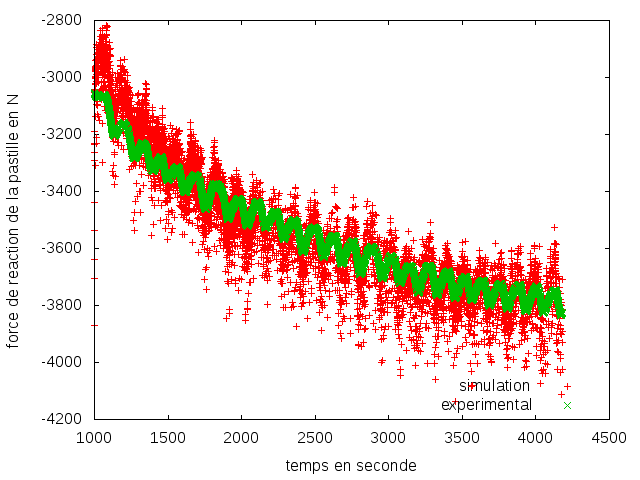 -2800
-3000
-3200
-3400
-3600
-3800
-4000
-4200
force de reaction de la pastille en N
simulation
experimental
1000 1500 2000 2500 3000 3500 4000 4500
temps en seconde